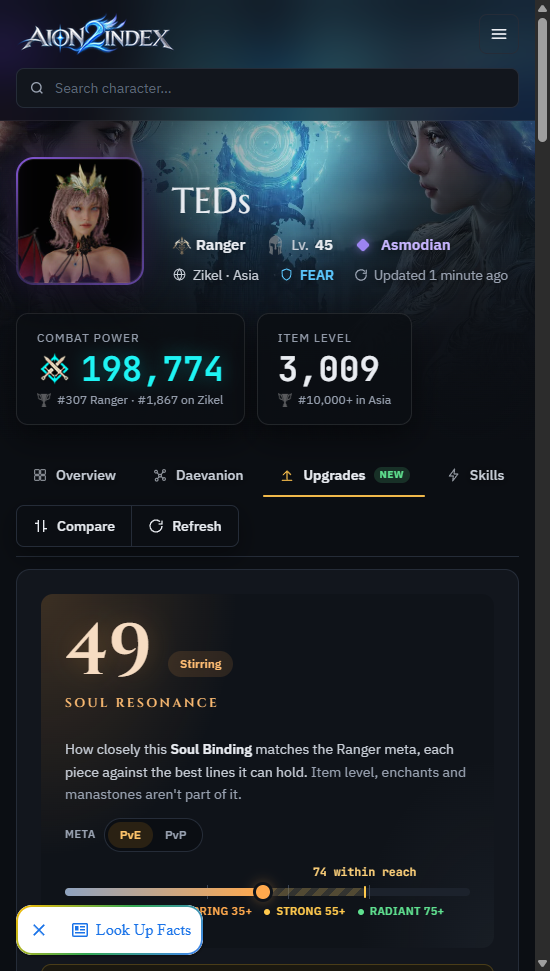 AION2INDEX
Search character...
TEDs
Ranger Lv. 45 Asmodian
Zikel · Asia FEAR Updated 1 minute ago
COMBAT POWER
198,774
#307 Ranger · #1,867 on Zikel
ITEM LEVEL
3,009
#10,000+ in Asia
Overview Daevanion Upgrades NEW Skills
Compare Refresh
49 Stirring
SOUL RESONANCE
How closely this Soul Binding matches the Ranger meta, each
piece against the best lines it can hold. Item level, enchants and
manastones aren't part of it.
META PvE PvP
74 within reach
RING 35+ STRONG 55+ RADIANT 75+
Look Up Facts